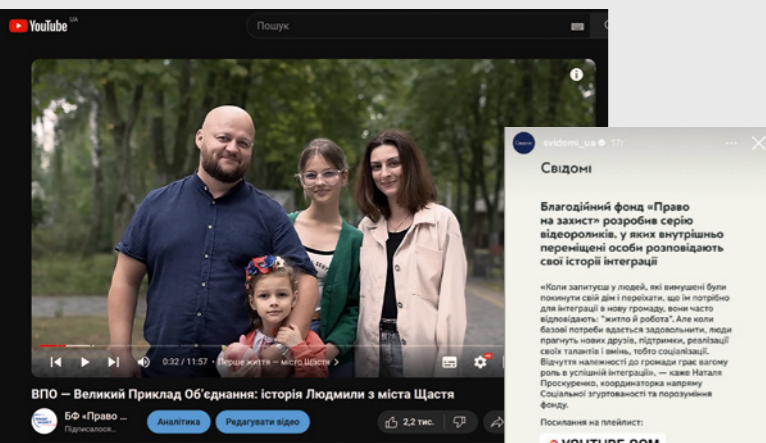 YouTube UA
Пошук
0:32 / 11:57 • Перше життя — місто Щастя >
ВПО — Великий Приклад Об'єднання: історія Людмили з міста Щастя
БФ «Право ...
Підписалося...
Аналітика
Редагувати відео
2,2 тис.
svidomi_ua 17г
Свідомі
Благодійний фонд «Право
на захист» розробив серію
відеороликів, у яких внутрішньо
переміщені особи розповідають
свої історії інтеграції
«Коли запитуєш у людей, які вимушені були
покинути свій дім і переїхати, що їм потрібно
для інтеграції в нову громаду, вони часто
відповідають: "житло й робота". Але коли
базові потреби вдається задовольнити, люди
прагнуть нових друзів, підтримки, реалізації
своїх талантів і вмінь, тобто соціалізації.
Відчуття належності до громади грає вагому
роль в успішній інтеграції», — каже Наталя
Проскуренко, координаторка напряму
Соціальної згуртованості та порозуміння
фонду.
Посилання на плейлист:
YOUTUBE.COM